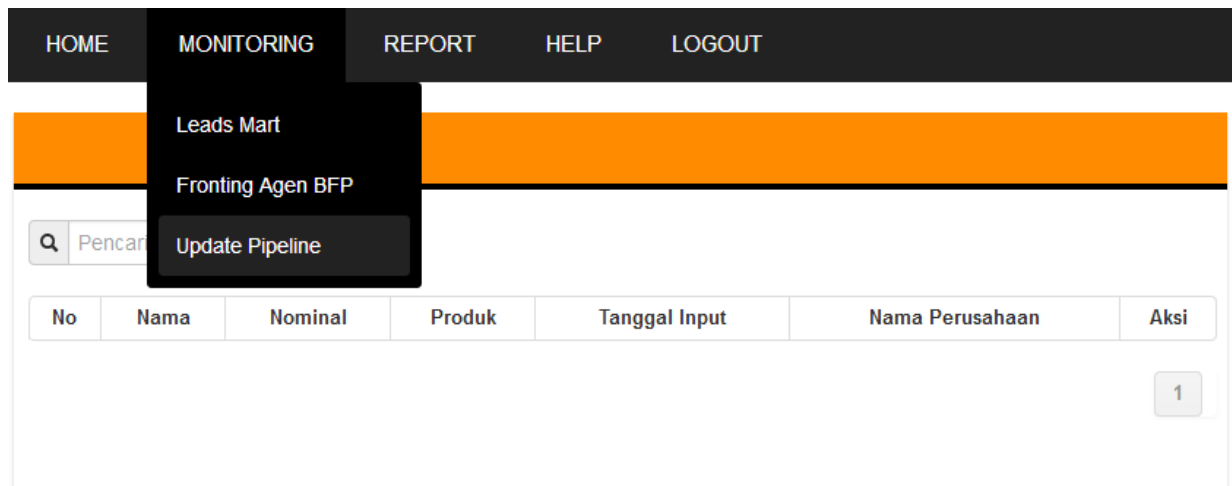 HOME MONITORING REPORT HELP LOGOUT
Leads Mart
Fronting Agen BFP
Update Pipeline
No Nama Nominal Produk Tanggal Input Nama Perusahaan Aksi
1